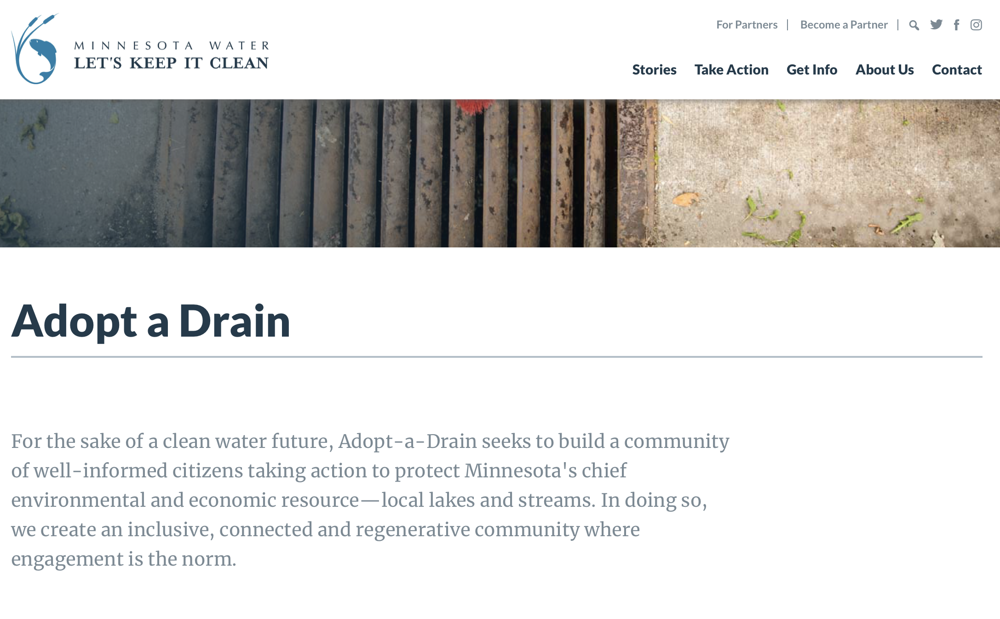 MINNESOTA WATER
LET'S KEEP IT CLEAN
For Partners
Become a Partner
Stories
Take Action
Get Info
About Us
Contact
Adopt a Drain
For the sake of a clean water future, Adopt-a-Drain seeks to build a community
of well-informed citizens taking action to protect Minnesota's chief
environmental and economic resource—local lakes and streams. In doing so,
we create an inclusive, connected and regenerative community where
engagement is the norm.